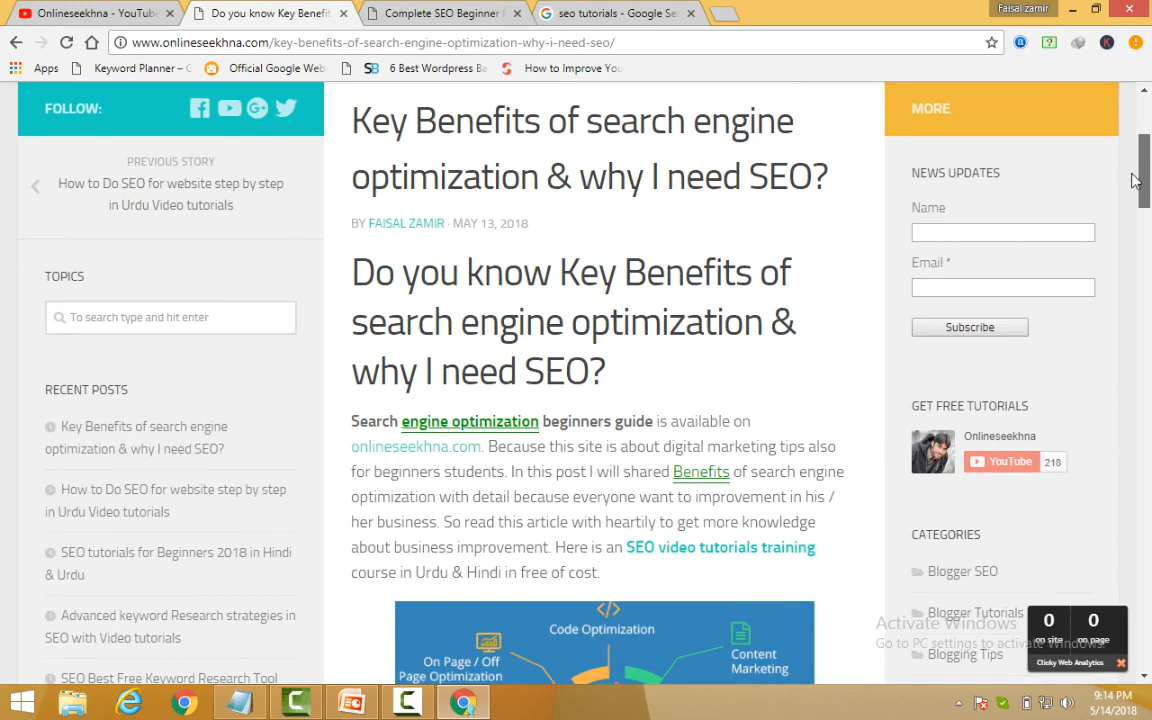 Onlineseekhna - YouTube
Do you know Key Benefit
Complete SEO Beginner
seo tutorials - Google Se
Faisal zamir
www.onlineseekhna.com/key-benefits-of-search-engine-optimization-why-i-need-seo/
Apps
Keyword Planner – G
Official Google Web
6 Best Wordpress Ba
How to Improve You
FOLLOW:
PREVIOUS STORY
How to Do SEO for website step by step
in Urdu Video tutorials
TOPICS
To search type and hit enter
RECENT POSTS
Key Benefits of search engine
optimization & why I need SEO?
How to Do SEO for website step by step
in Urdu Video tutorials
SEO tutorials for Beginners 2018 in Hindi
& Urdu
Advanced keyword Research strategies in
SEO with Video tutorials
SEO Best Free Keyword Research Tool
Key Benefits of search engine
optimization & why I need SEO?
BY FAISAL ZAMIR · MAY 13, 2018
Do you know Key Benefits of
search engine optimization &
why I need SEO?
Search engine optimization beginners guide is available on
onlineseekhna.com. Because this site is about digital marketing tips also
for beginners students. In this post I will shared Benefits of search engine
optimization with detail because everyone want to improvement in his /
her business. So read this article with heartily to get more knowledge
about business improvement. Here is an SEO video tutorials training
course in Urdu & Hindi in free of cost.
Code Optimization
On Page / Off
Page Optimization
Content
Marketing
MORE
NEWS UPDATES
Name
Email *
Subscribe
GET FREE TUTORIALS
Onlineseekhna
YouTube 218
CATEGORIES
Blogger SEO
Blogger Tutorials
Blogging Tips
Activate Windows
Go to PC settings to activate Windows.
0 0
on site on page
Clicky Web Analytics
9:14 PM
5/14/2018